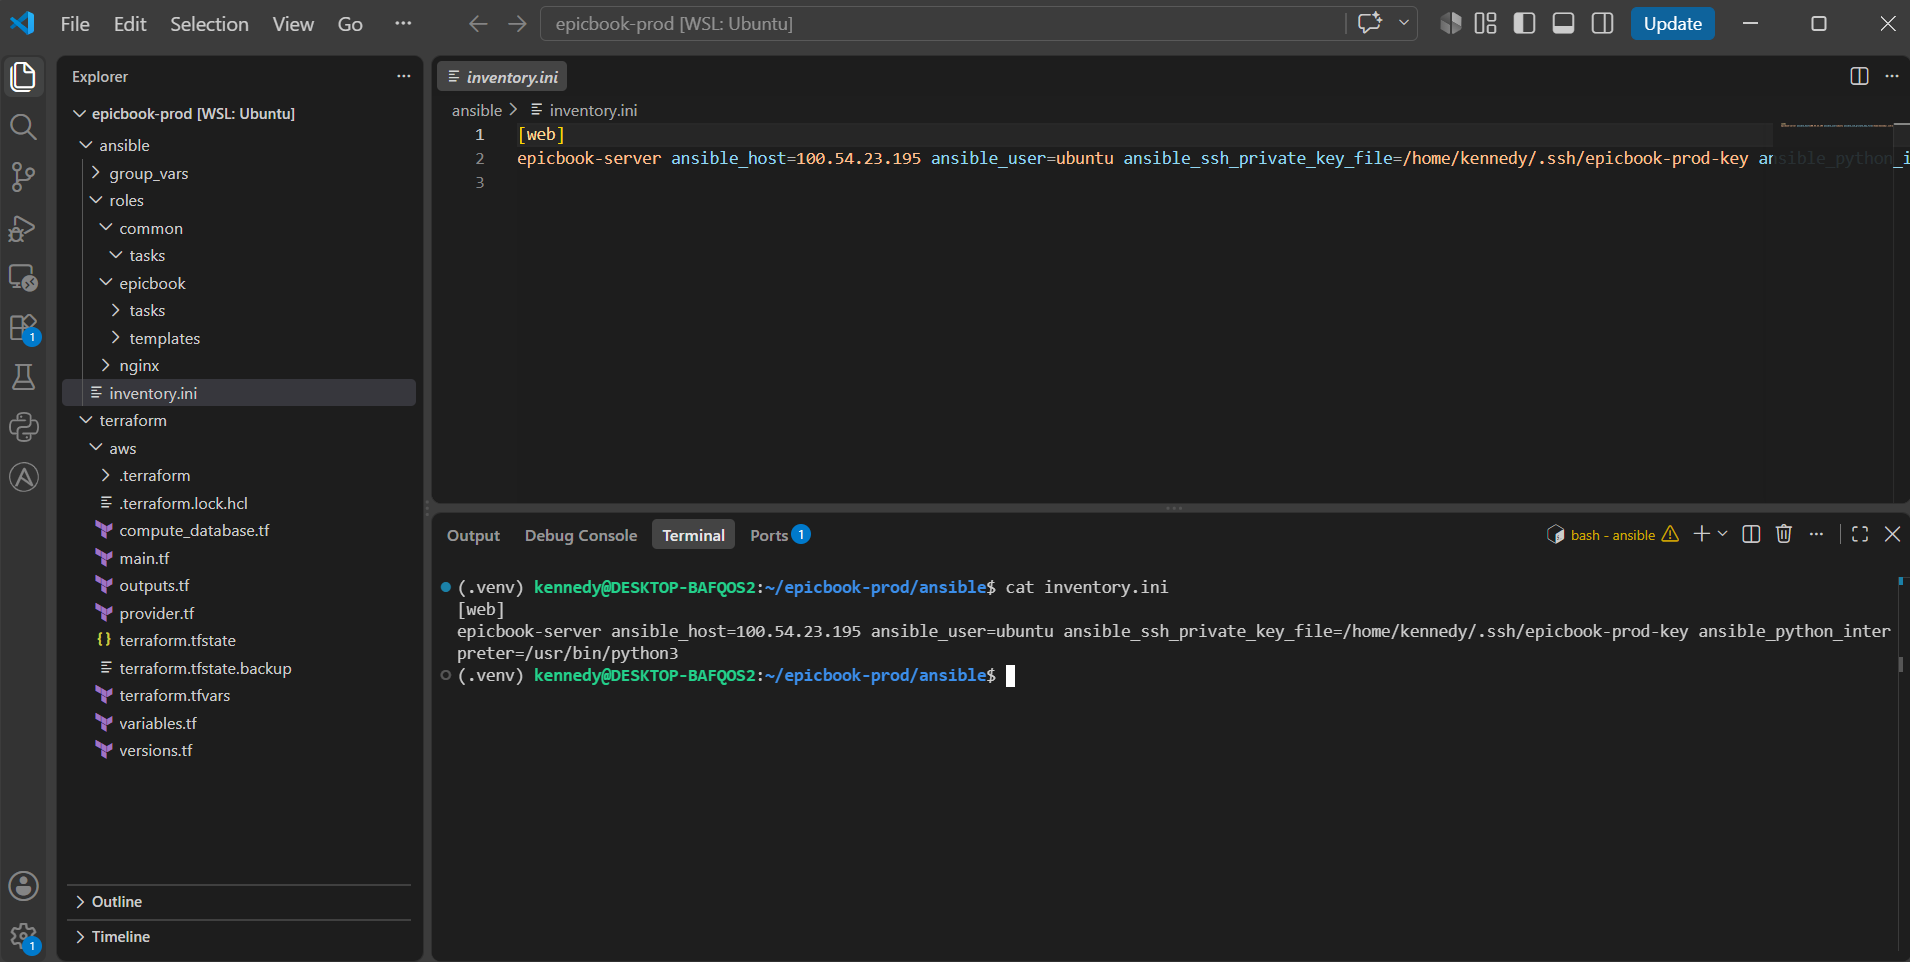 File Edit Selection View Go ···
epicbook-prod [WSL: Ubuntu]
Update
Explorer
epicbook-prod [WSL: Ubuntu]
ansible
group_vars
roles
common
tasks
epicbook
tasks
templates
nginx
inventory.ini
terraform
aws
.terraform
.terraform.lock.hcl
compute_database.tf
main.tf
outputs.tf
provider.tf
terraform.tfstate
terraform.tfstate.backup
terraform.tfvars
variables.tf
versions.tf
Outline
Timeline
1
1
inventory.ini
ansible > inventory.ini
1 [web]
2 epicbook-server ansible_host=100.54.23.195 ansible_user=ubuntu ansible_ssh_private_key_file=/home/kennedy/.ssh/epicbook-prod-key ansible_python_i
3
Output Debug Console Terminal Ports 1
bash - ansible
(.venv) kennedy@DESKTOP-BAFQOS2:~/epicbook-prod/ansible$ cat inventory.ini
[web]
epicbook-server ansible_host=100.54.23.195 ansible_user=ubuntu ansible_ssh_private_key_file=/home/kennedy/.ssh/epicbook-prod-key ansible_python_inter
preter=/usr/bin/python3
(.venv) kennedy@DESKTOP-BAFQOS2:~/epicbook-prod/ansible$